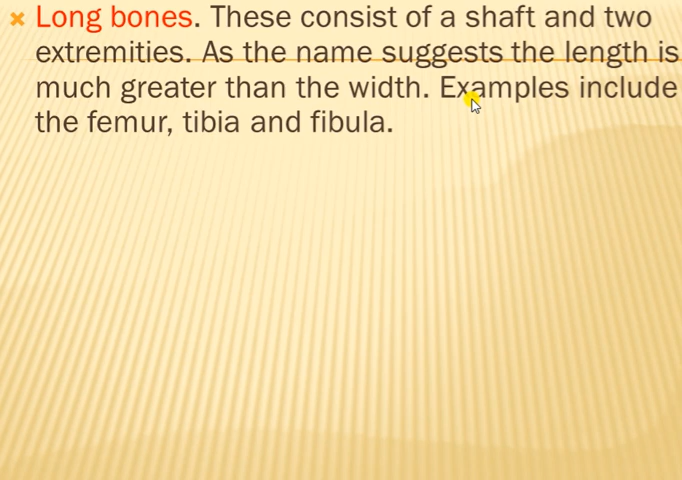 Long bones. These consist of a shaft and two
extremities. As the name suggests the length is
much greater than the width. Examples include
the femur, tibia and fibula.